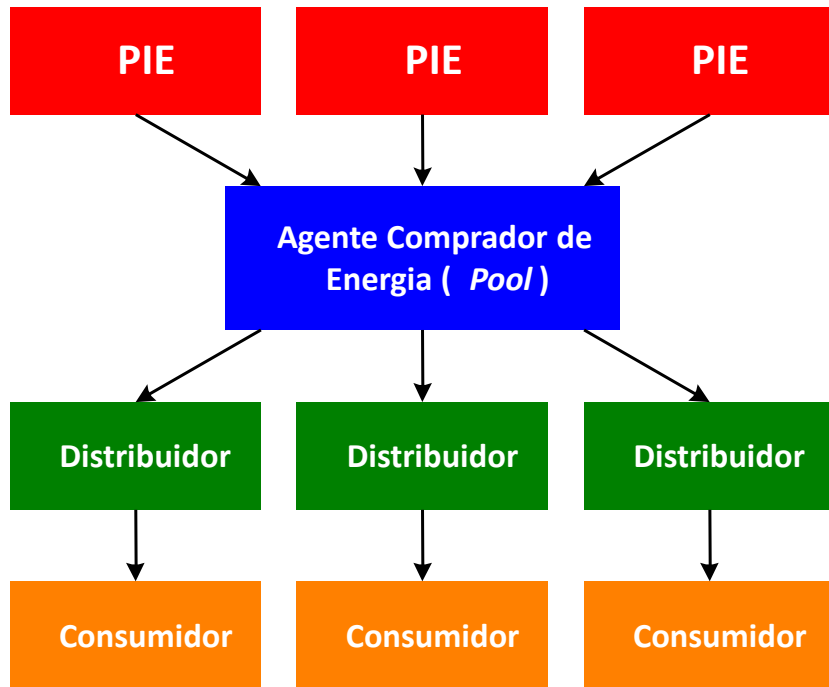 PIE
PIE
PIE
Agente Comprador de
Energia ( Pool )
Distribuidor
Distribuidor
Distribuidor
Consumidor
Consumidor
Consumidor